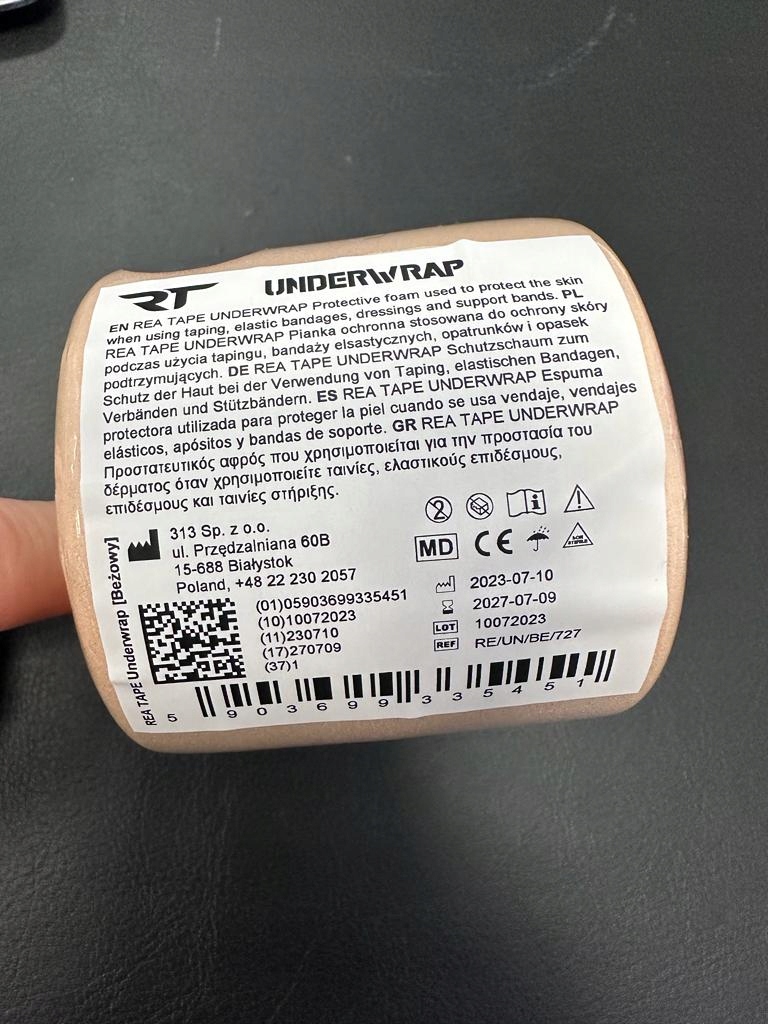 RT UNDERWRAP
EN REA TAPE UNDERWRAP Protective foam used to protect the skin
when using taping, elastic bandages, dressings and support bands. PL
REA TAPE UNDERWRAP Pianka ochronna stosowana do ochrony skóry
podczas użycia tapingu, bandaży elsastycznych, opatrunków i opasek
podtrzymujących. DE REA TAPE UNDERWRAP Schutzschaum zum
Schutz der Haut bei der Verwendung von Taping, elastischen Bandagen,
Verbänden und Stützbändern. ES REA TAPE UNDERWRAP Espuma
protectora utilizada para proteger la piel cuando se usa vendaje, vendajes
elásticos, apósitos y bandas de soporte. GR REA TAPE UNDERWRAP
Προστατευτικός αφρός που χρησιμοποιείται για την προστασία του
δέρματος όταν χρησιμοποιείτε ταινίες, ελαστικούς επιδέσμους,
επιδέσμους και ταινίες στήριξης.
313 Sp. z o.o.
ul. Przędzalniana 60B
15-688 Białystok
Poland, +48 22 230 2057
2
MD CE NON STERILE
2023-07-10
2027-07-09
LOT 10072023
REF RE/UN/BE/727
(01)05903699335451
(10)10072023
(11)230710
(17)270709
(37)1
REA TAPE Underwrap [Beżowy]
5 903699 335451